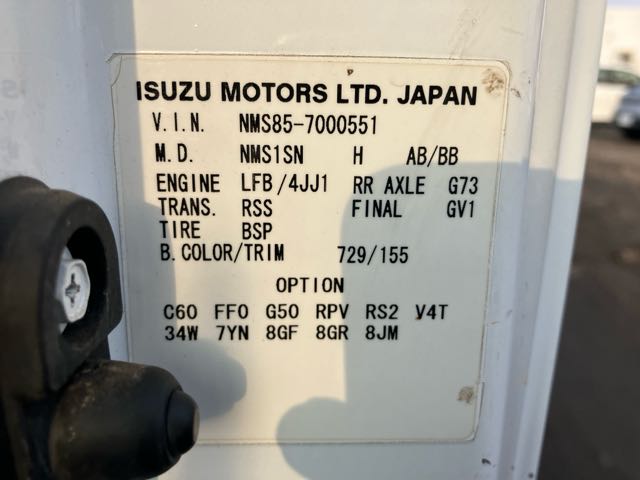 ISUZU MOTORS LTD. JAPAN
V.I.N. NMS85-7000551
M.D. NMS1SN H AB/BB
ENGINE LFB/4JJ1 RR AXLE G73
TRANS. RSS FINAL GV1
TIRE BSP
B.COLOR/TRIM 729/155
OPTION
C60 FF0 G50 RPV RS2 V4T
34W 7YN 8GF 8GR 8JM